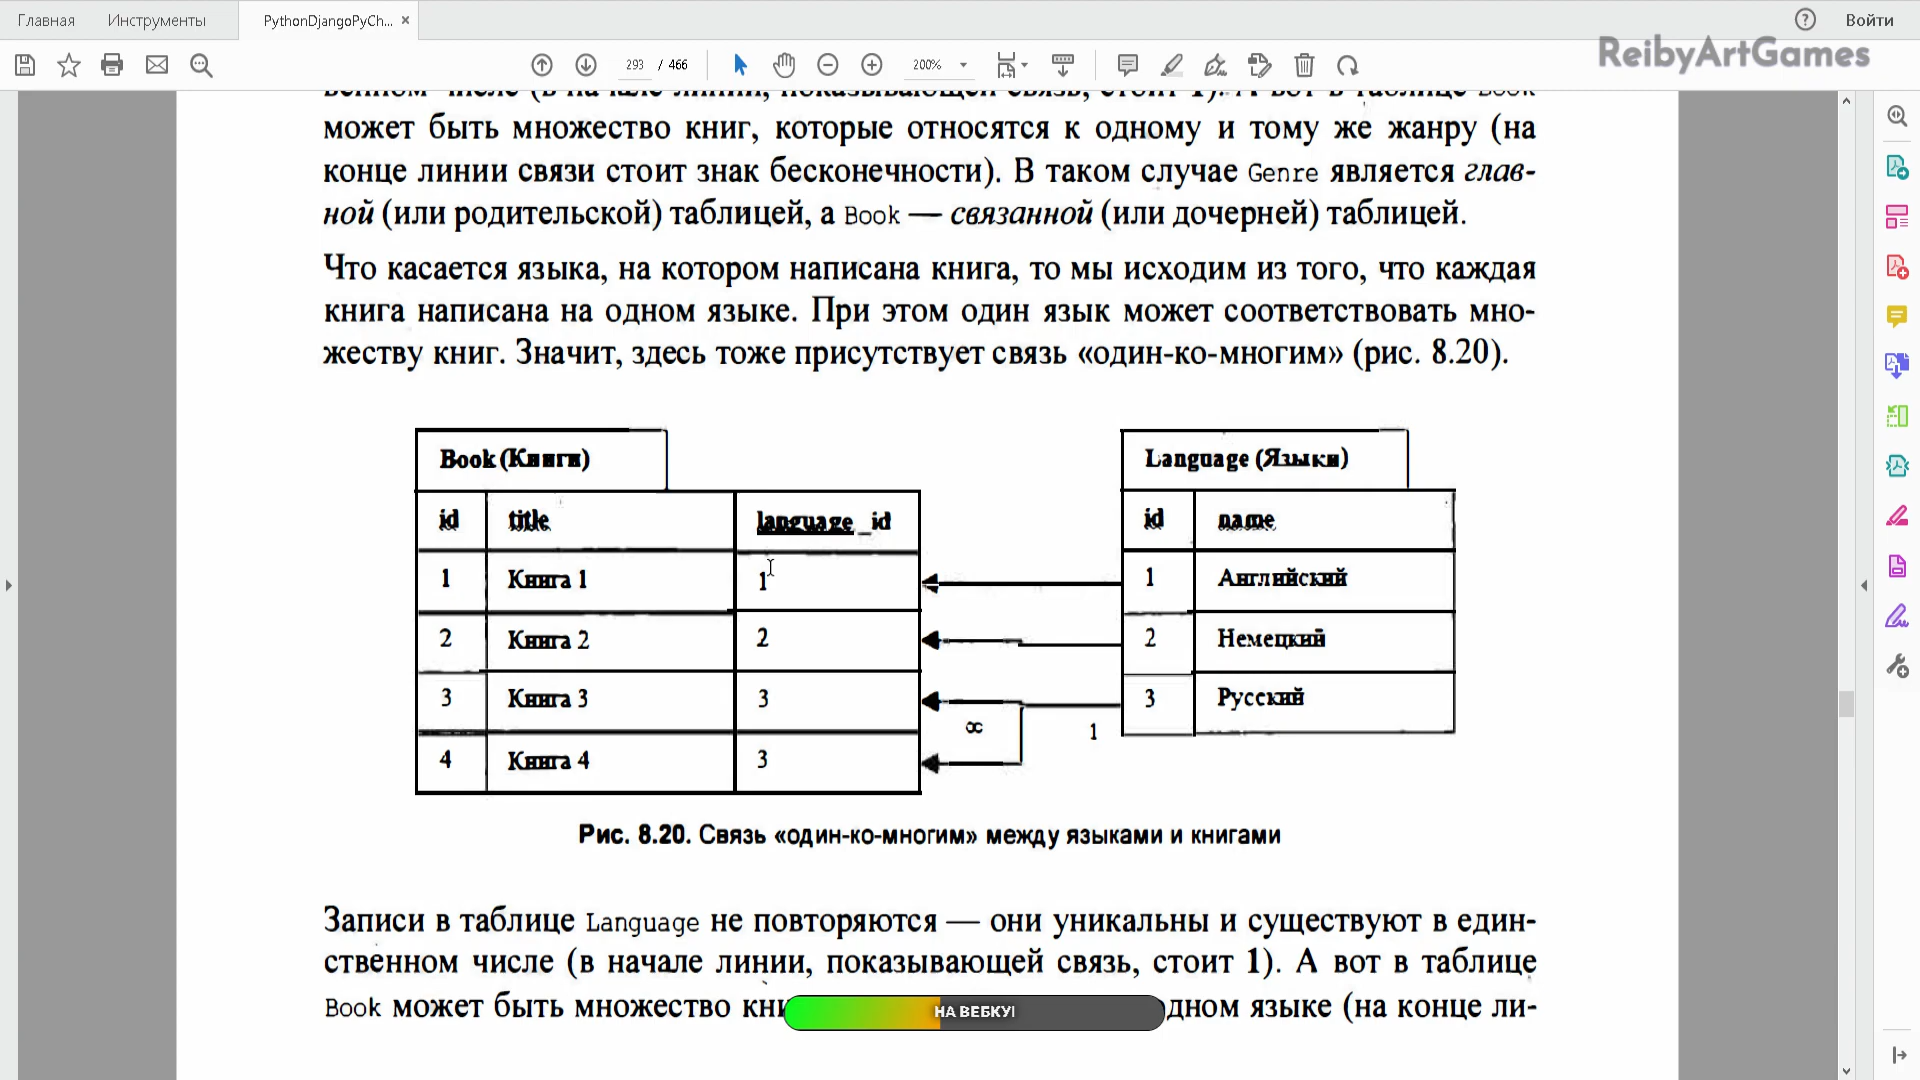 Главная
Инструменты
PythonDjangoPyCh...
Войти
ReibyArtGames
293 / 466
200%
может быть множество книг, которые относятся к одному и тому же жанру (на
конце линии связи стоит знак бесконечности). В таком случае Genre является глав-
ной (или родительской) таблицей, а Book — связанной (или дочерней) таблицей.
Что касается языка, на котором написана книга, то мы исходим из того, что каждая
книга написана на одном языке. При этом один язык может соответствовать мно-
жеству книг. Значит, здесь тоже присутствует связь «один-ко-многим» (рис. 8.20).
Book (Книги)
id title language_id
1 Книга 1 1
2 Книга 2 2
3 Книга 3 3
4 Книга 4 3
∞ 1
Language (Языки)
id name
1 Английский
2 Немецкий
3 Русский
Рис. 8.20. Связь «один-ко-многим» между языками и книгами
Записи в таблице Language не повторяются — они уникальны и существуют в един-
ственном числе (в начале линии, показывающей связь, стоит 1). А вот в таблице
Book может быть множество дном языке (на конце ли-
НА ВЕБКУ!